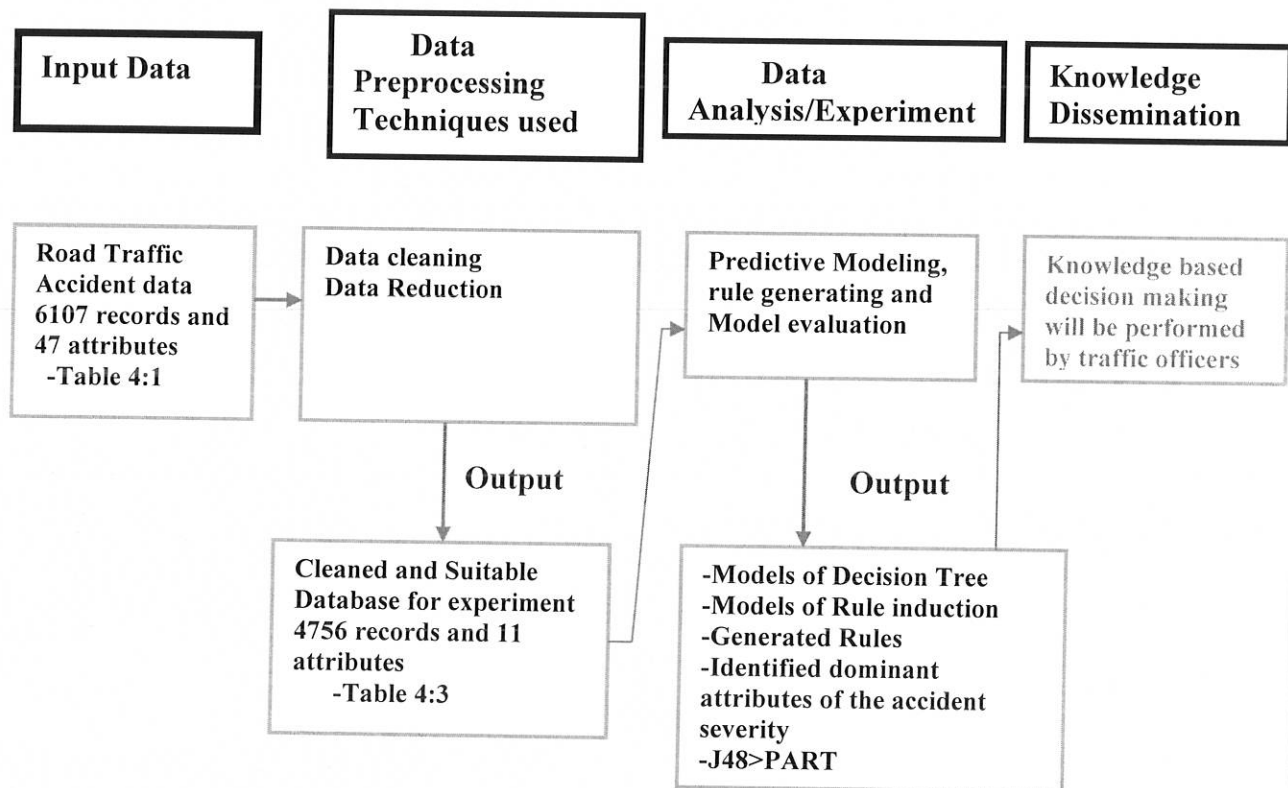 Input Data
Data
Preprocessing
Techniques used
Data
Analysis/Experiment
Knowledge
Dissemination
Road Traffic
Accident data
6107 records and
47 attributes
-Table 4:1
Data cleaning
Data Reduction
Predictive Modeling,
rule generating and
Model evaluation
Knowledge based
decision making
will be performed
by traffic officers
Output
Output
Cleaned and Suitable
Database for experiment
4756 records and 11
attributes
-Table 4:3
-Models of Decision Tree
-Models of Rule induction
-Generated Rules
-Identified dominant
attributes of the accident
severity
-J48>PART